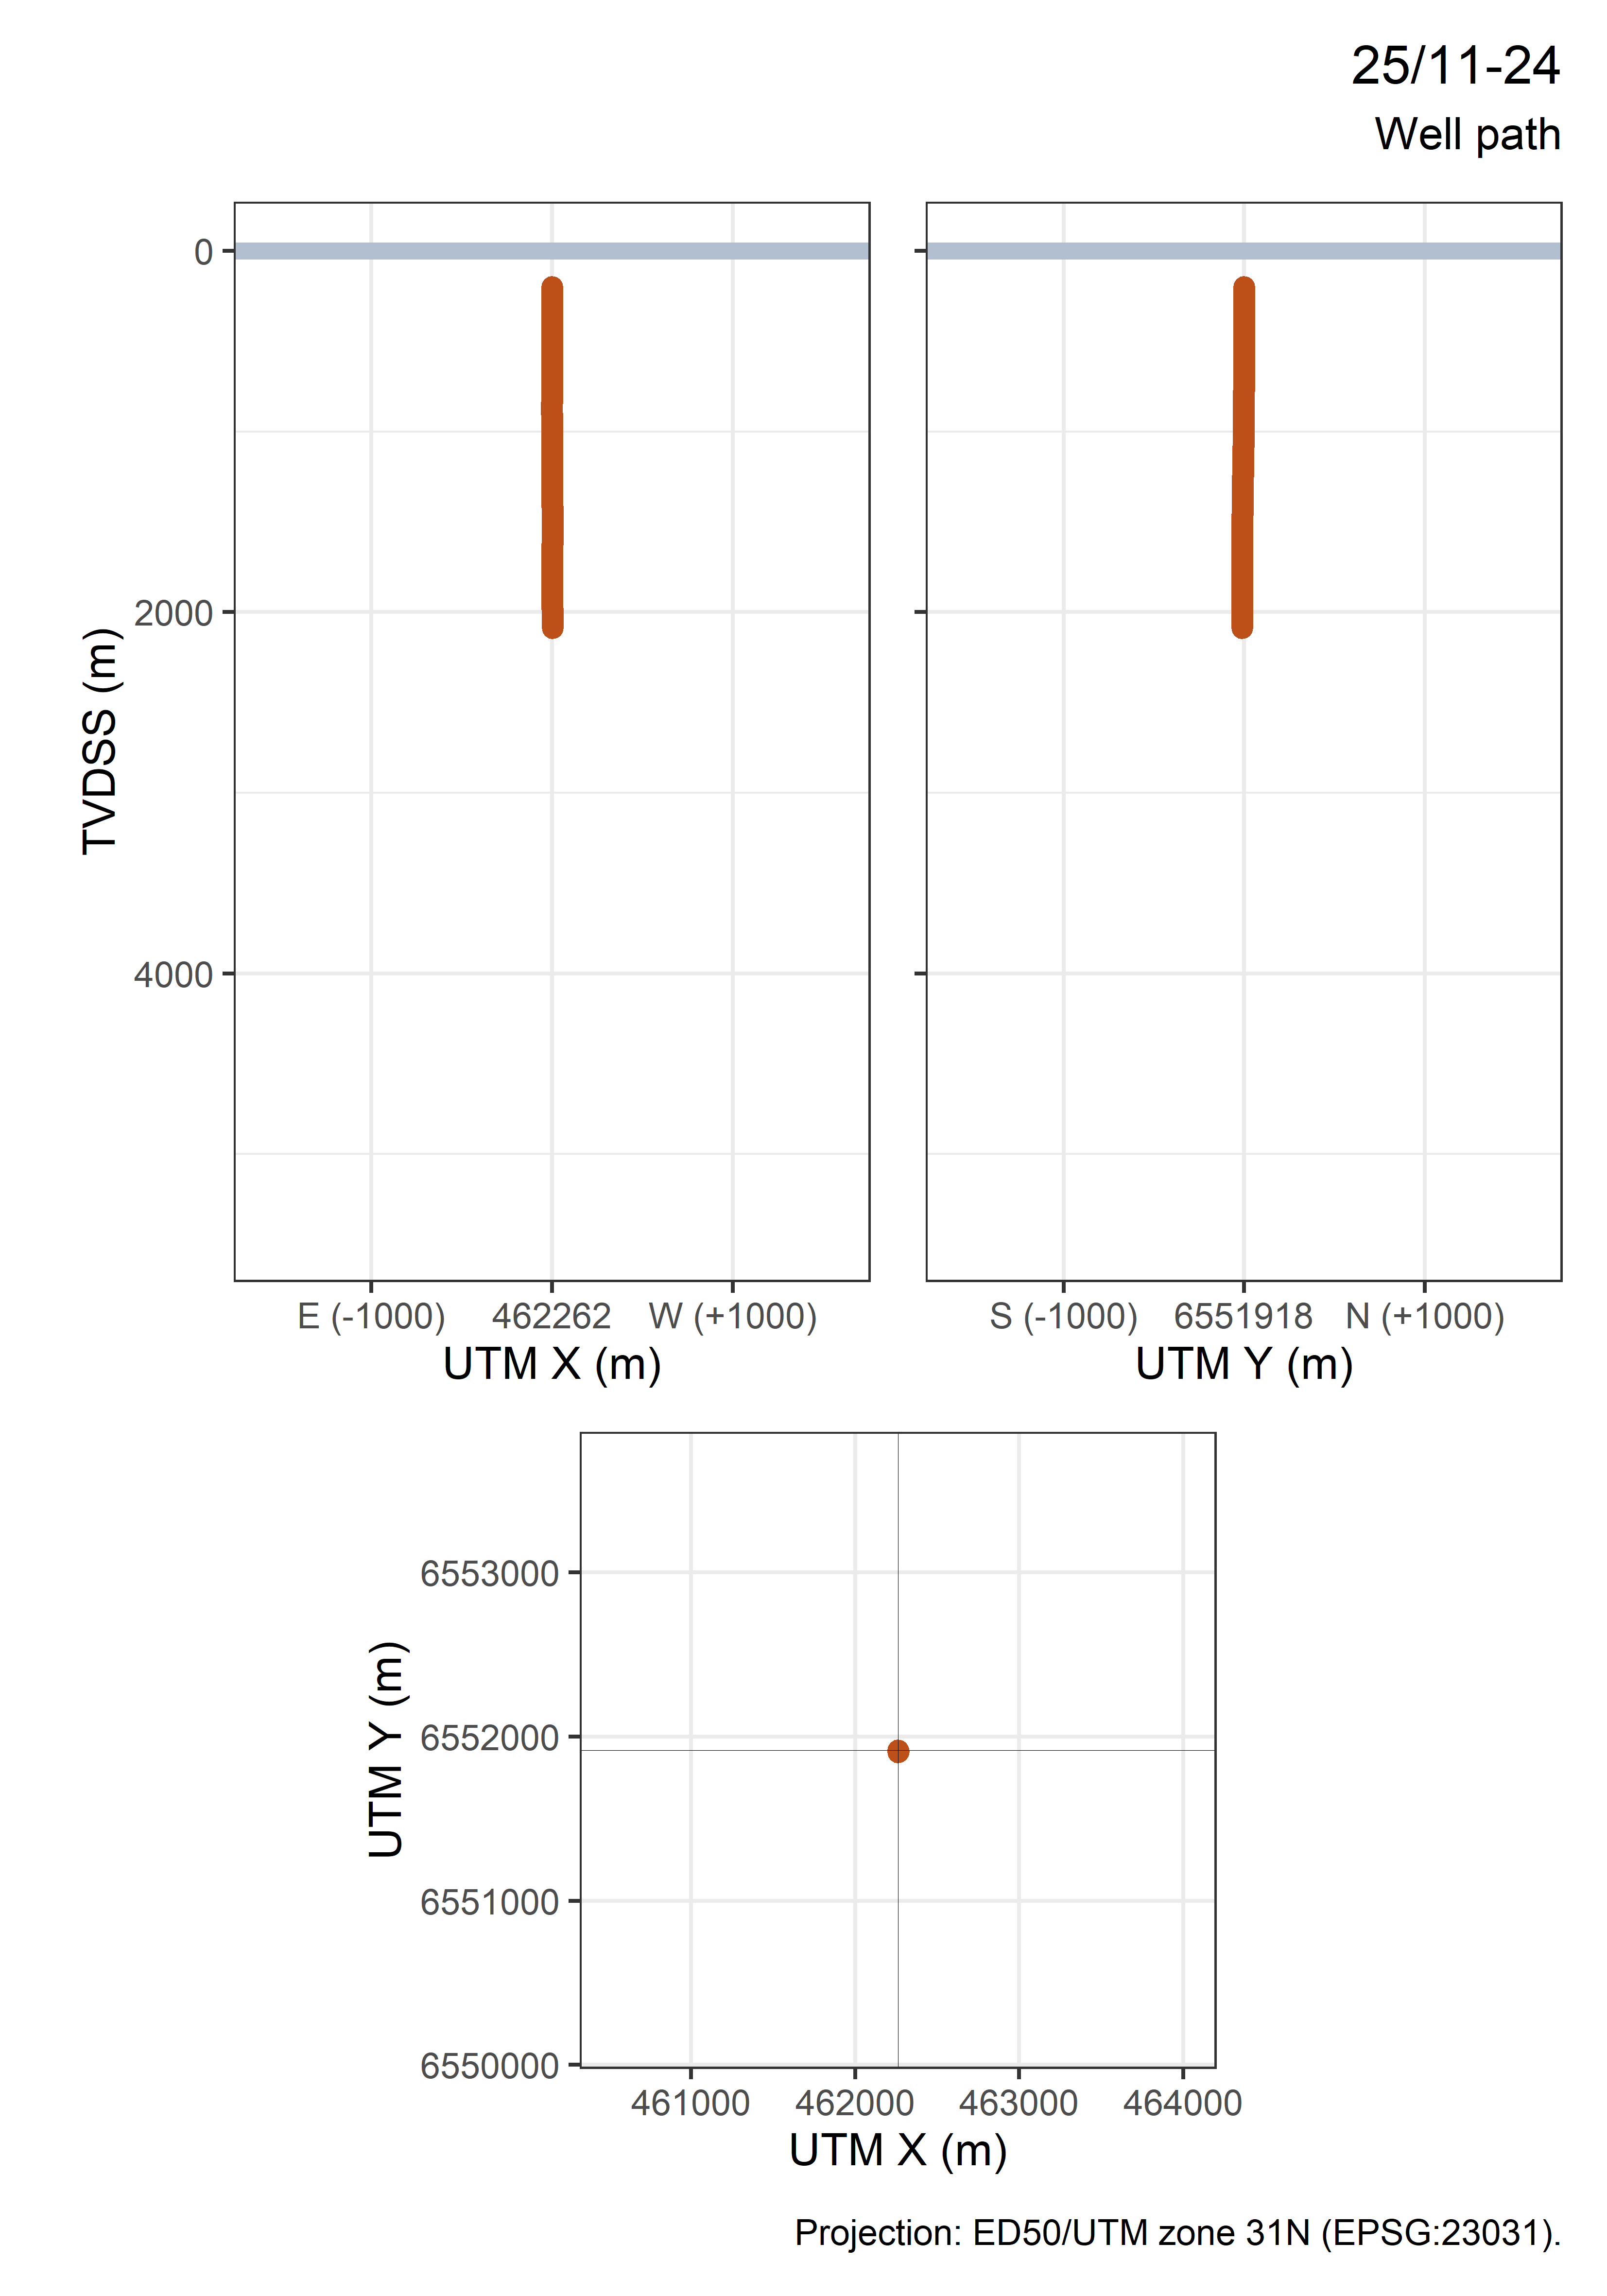 25/11-24
Well path
TVDSS (m)
0
2000
4000
E (-1000) 462262 W (+1000)
UTM X (m)
S (-1000) 6551918 N (+1000)
UTM Y (m)
UTM Y (m)
6553000
6552000
6551000
6550000
461000 462000 463000 464000
UTM X (m)
Projection: ED50/UTM zone 31N (EPSG:23031).